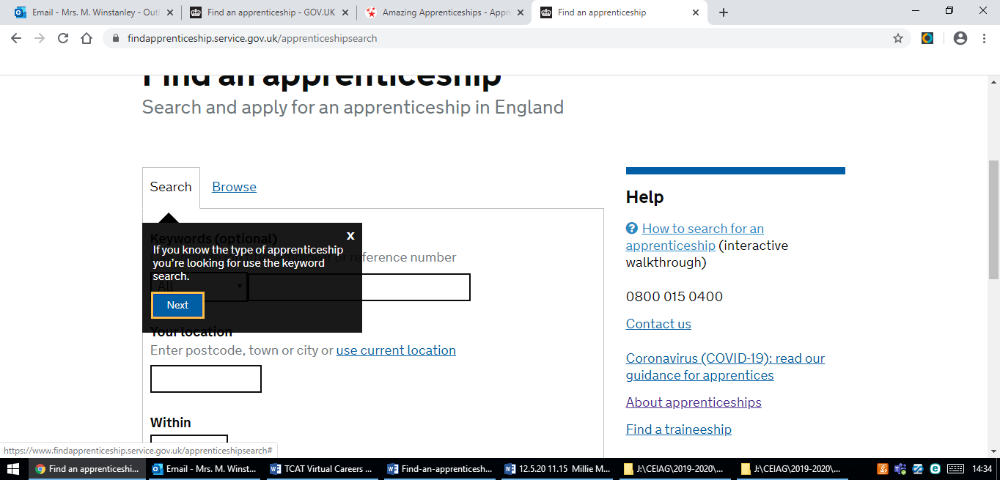 Email - Mrs. M. Winstanley - Outl
Find an apprenticeship - GOV.UK
Amazing Apprenticeships - Appre
Find an apprenticeship
findapprenticeship.service.gov.uk/apprenticeshipsearch
Find an apprenticeship
Search and apply for an apprenticeship in England
Search
Browse
Keywords (optional)
or reference number
All
x
If you know the type of apprenticeship
you're looking for use the keyword
search.
Next
Your location
Enter postcode, town or city or use current location
Within
Help
? How to search for an
apprenticeship (interactive
walkthrough)
0800 015 0400
Contact us
Coronavirus (COVID-19): read our
guidance for apprentices
About apprenticeships
Find a traineeship
https://www.findapprenticeship.service.gov.uk/apprenticeshipsearch#
Find an apprenticeshi...
Email - Mrs. M. Winst...
TCAT Virtual Careers ...
Find-an-apprenticesh...
12.5.20 11.15 Millie M...
J:\CEIAG\2019-2020\...
J:\CEIAG\2019-2020\...
14:34